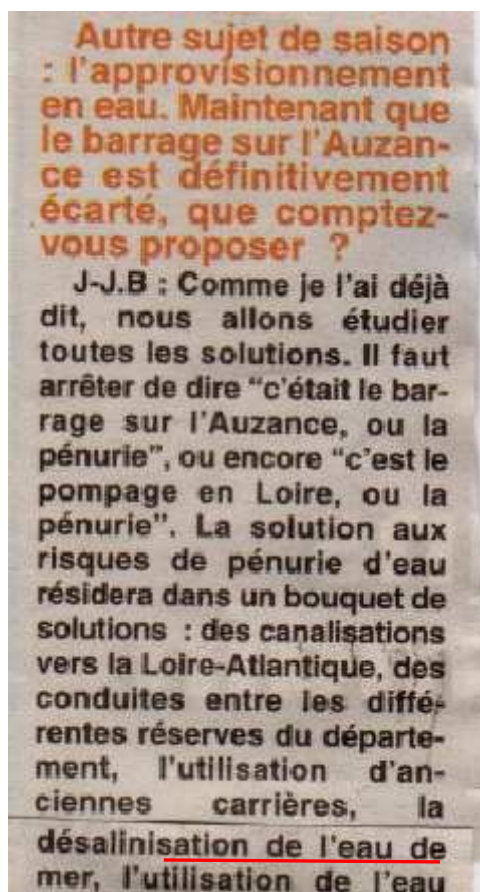 Autre sujet de saison
: l'approvisionnement
en eau. Maintenant que
le barrage sur l'Auzan-
ce est définitivement
écarté, que comptez-
vous proposer ?
J-J.B : Comme je l'ai déjà
dit, nous allons étudier
toutes les solutions. Il faut
arrêter de dire "c'était le bar-
rage sur l'Auzance, ou la
pénurie", ou encore "c'est le
pompage en Loire, ou la
pénurie". La solution aux
risques de pénurie d'eau
résidera dans un bouquet de
solutions : des canalisations
vers la Loire-Atlantique, des
conduites entre les diffé-
rentes réserves du départe-
ment, l'utilisation d'an-
ciennes carrières, la
désalinisation de l'eau de
mer, l'utilisation de l'eau